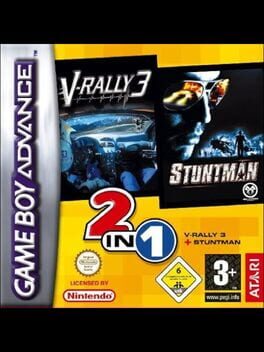 GAME BOY ADVANCE
V-RALLY 3
STUNTMAN
2 IN 1
V-RALLY 3
+ STUNTMAN
LICENSED BY
Nintendo
6
3+
www.pegi.info
ATARI